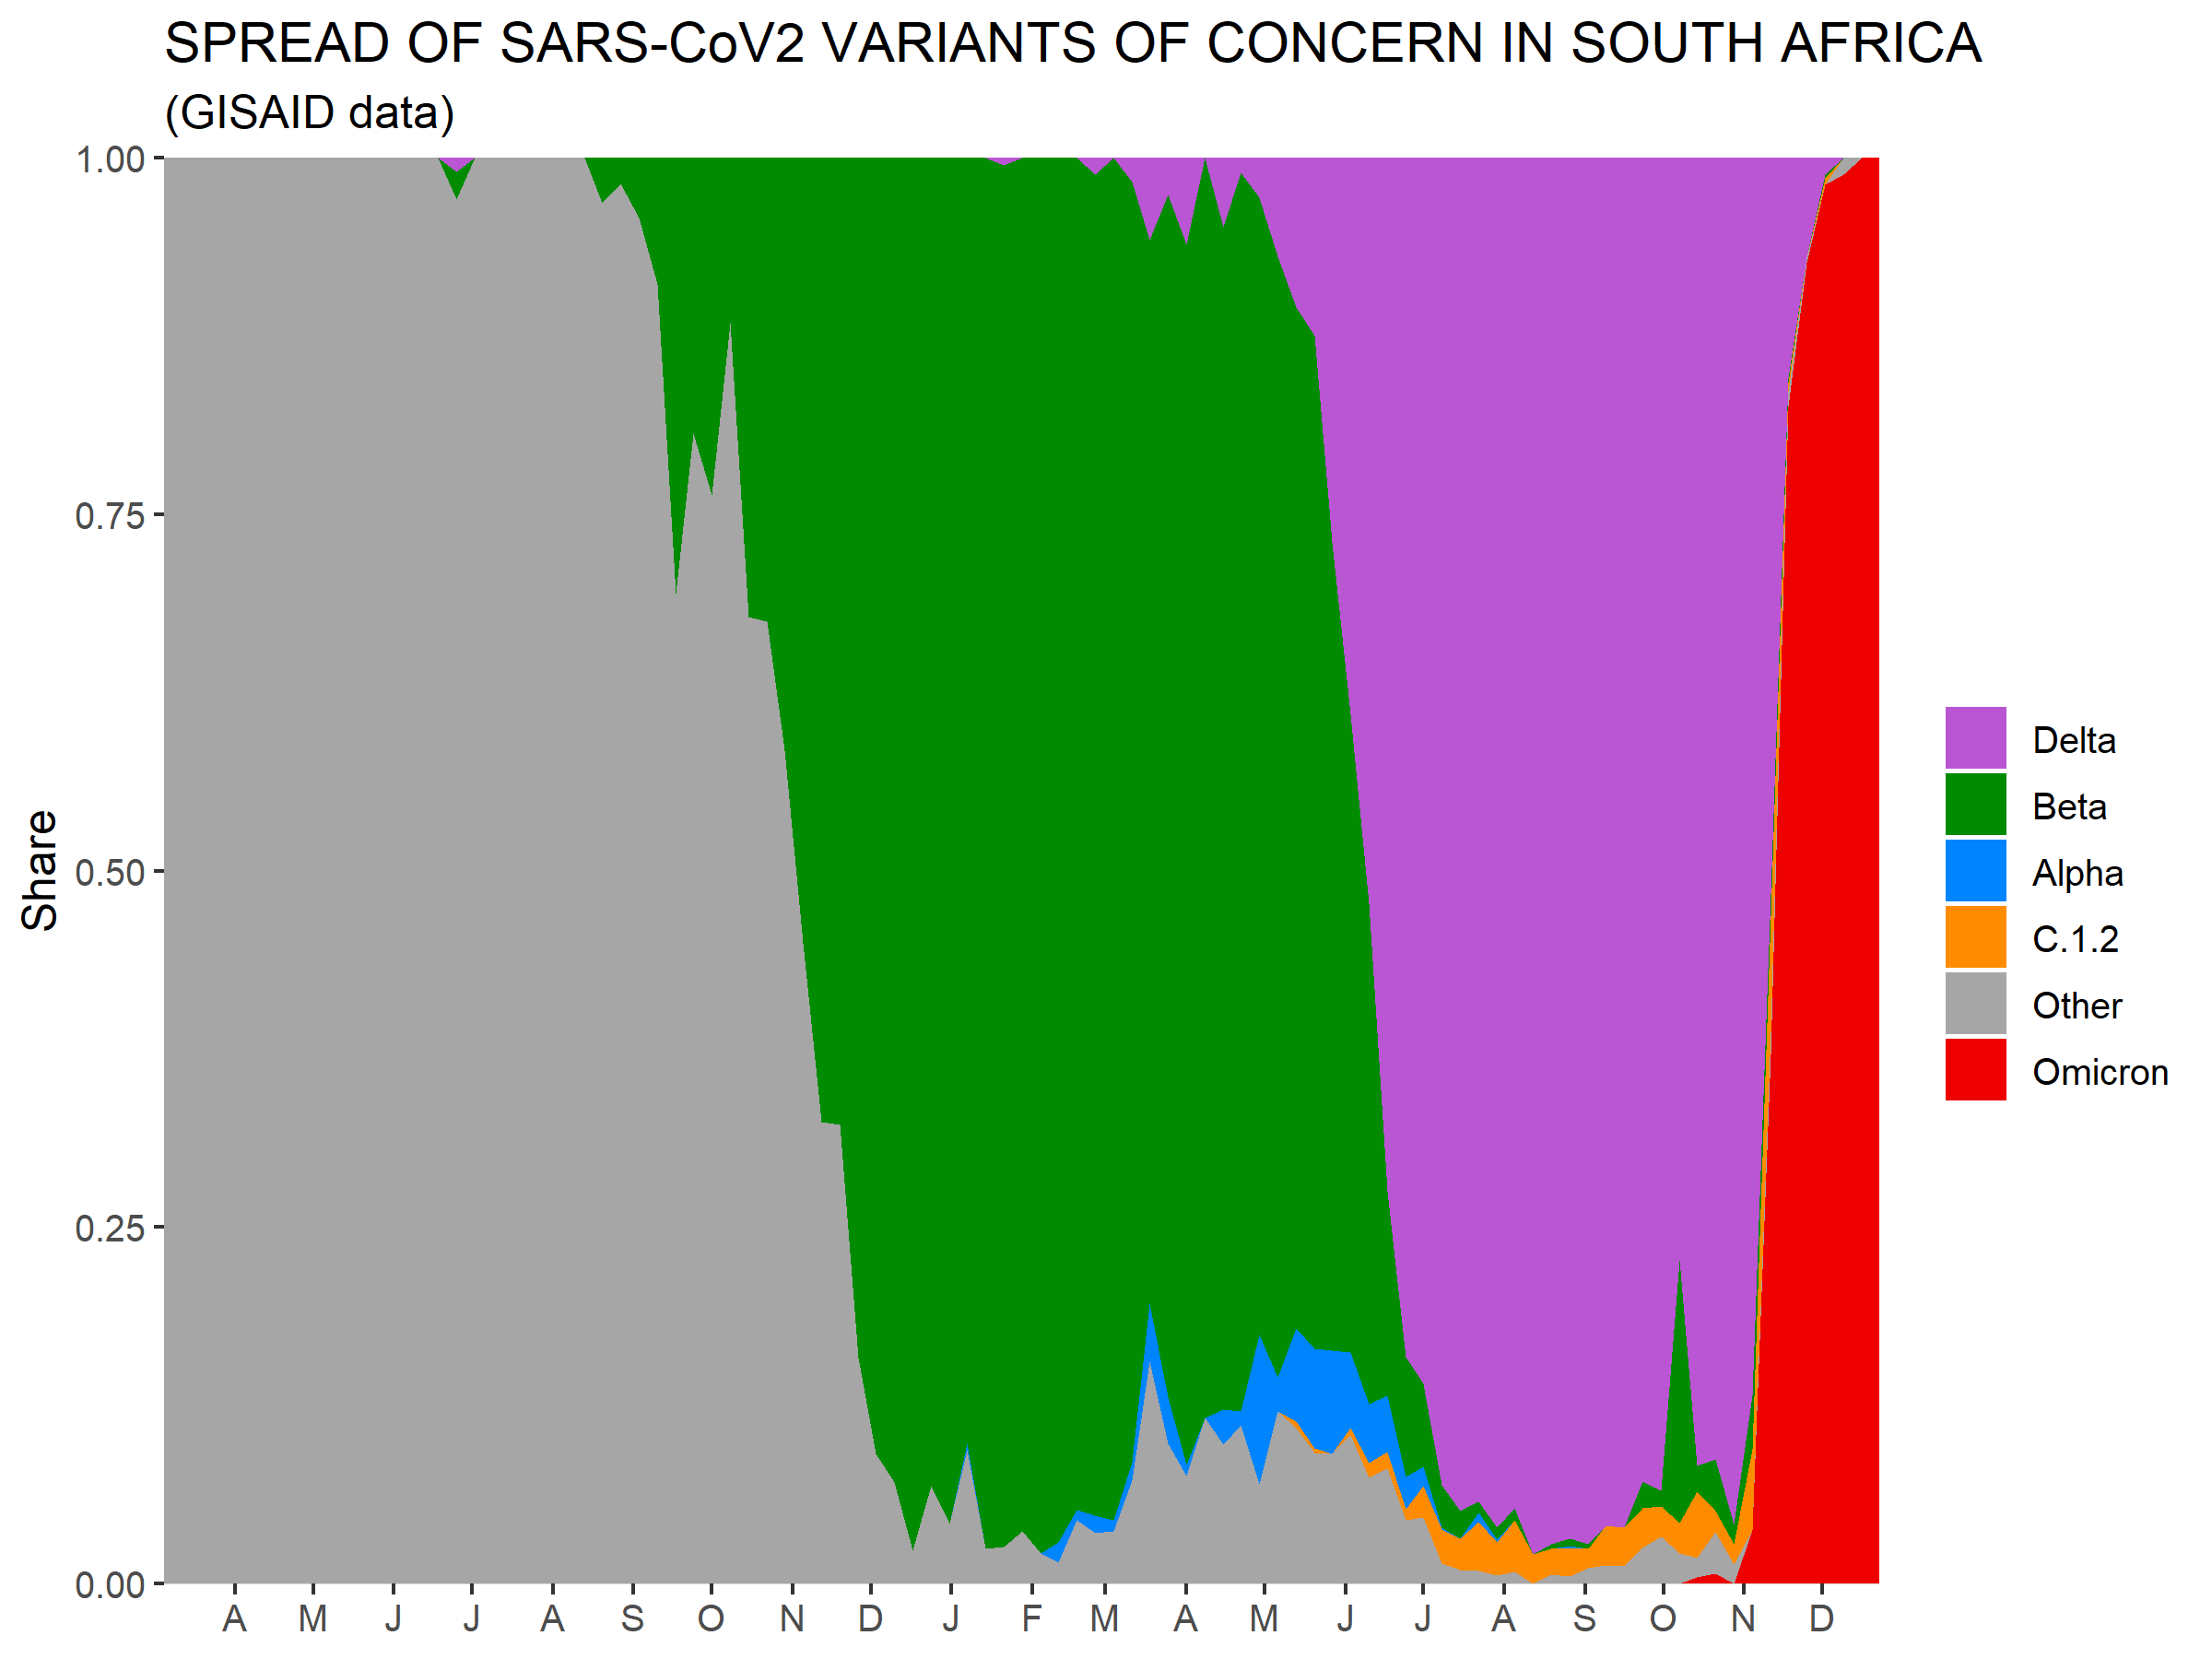 SPREAD OF SARS-CoV2 VARIANTS OF CONCERN IN SOUTH AFRICA
(GISAID data)
1.00
0.75
0.50
0.25
0.00
Share
A M J J A S O N D J F M A M J J A S O N D
Delta
Beta
Alpha
C.1.2
Other
Omicron